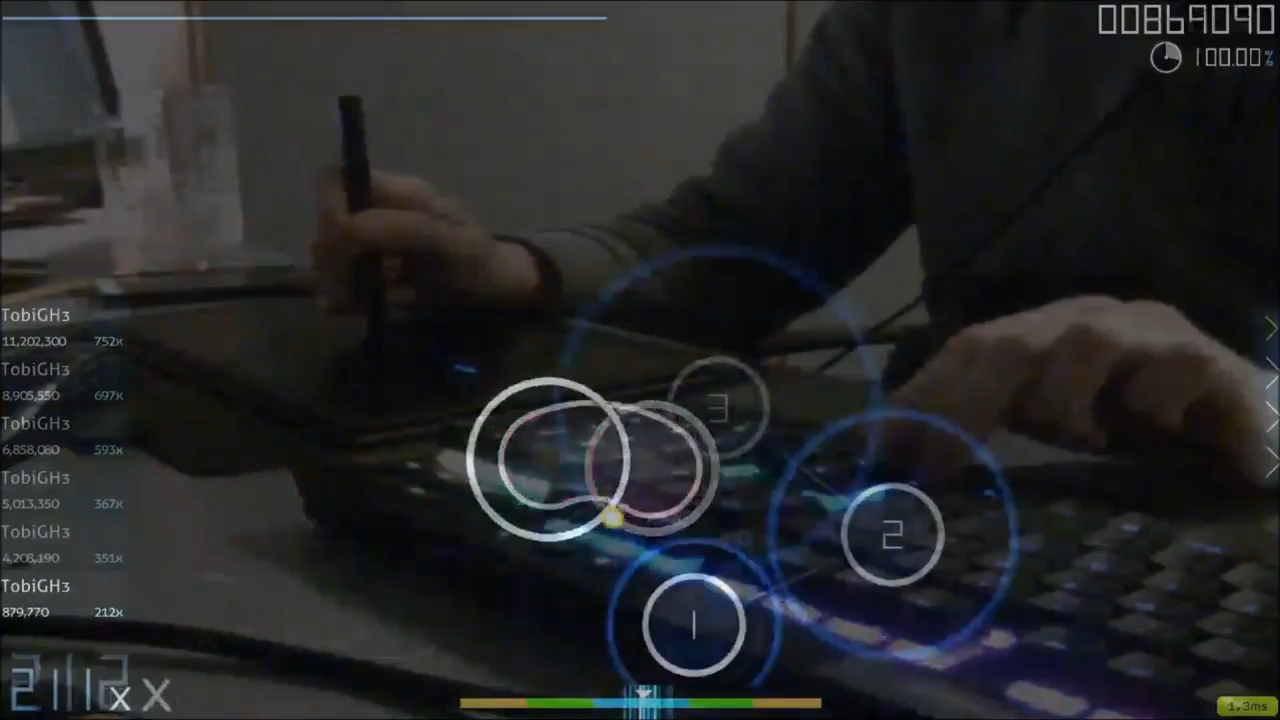 00869090
100.00%
TobiGH3
11,202,300 752x
TobiGH3
8,905,550 697x
TobiGH3
6,858,080 593x
TobiGH3
5,013,350 367x
TobiGH3
4,208,190 351x
TobiGH3
879,770 212x
3
2
1
x x
1.3ms